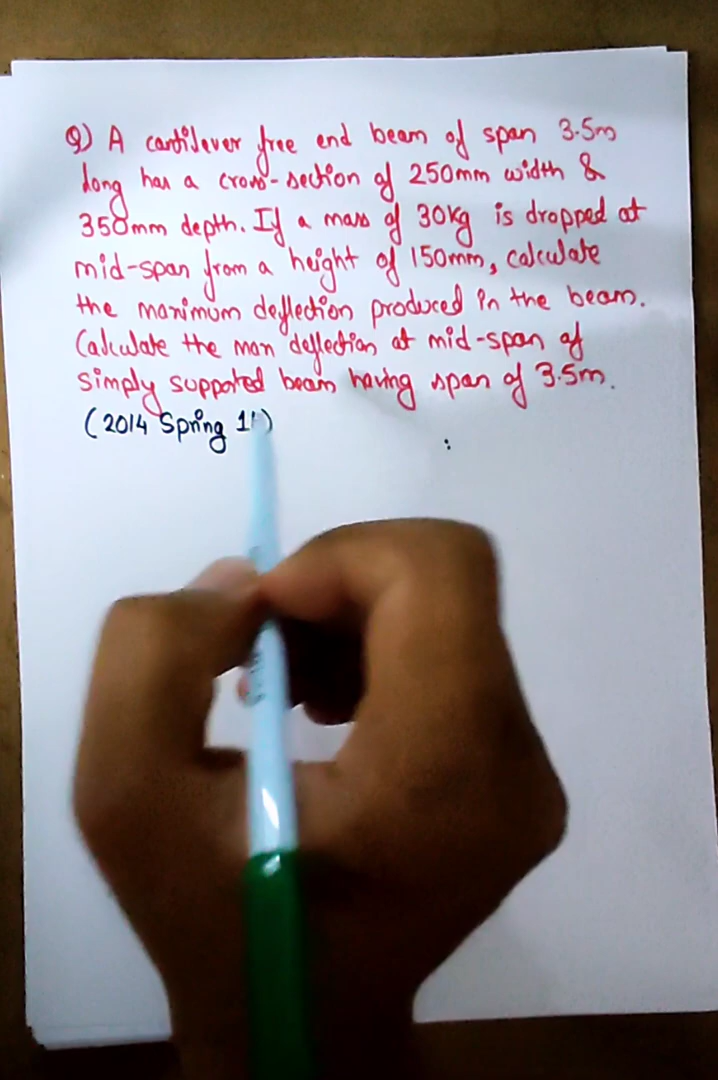 Q) A cantilever free end beam of span 3.5m
long has a cross-section of 250mm width &
350mm depth. If a mass of 30kg is dropped at
mid-span from a height of 150mm, calculate
the maximum deflection produced in the beam.
Calculate the max deflection at mid-span of
simply supported beam having span of 3.5m.
(2014 Spring